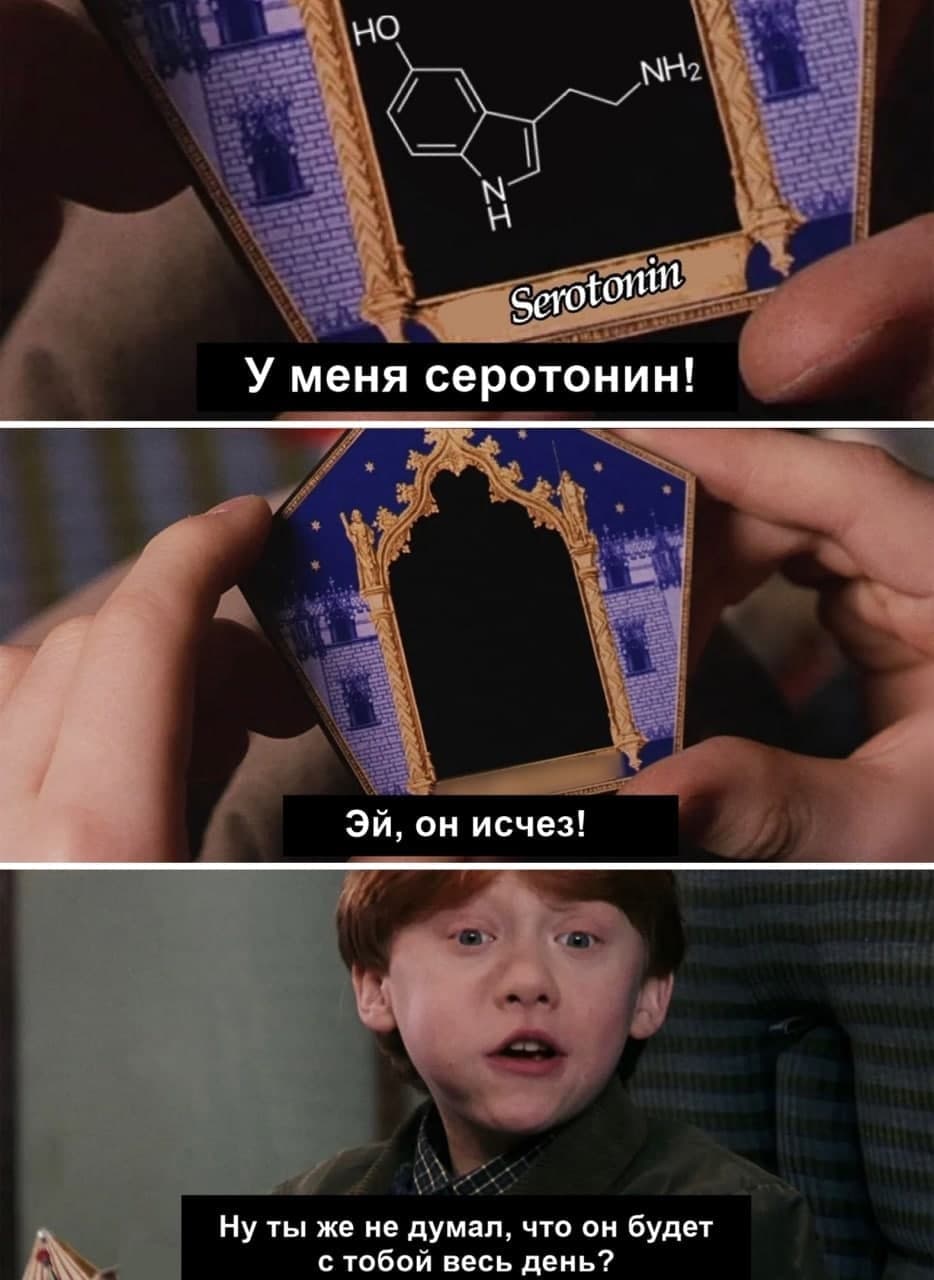 HO
NH₂
N
H
Serotonin
У меня серотонин!
Эй, он исчез!
Ну ты же не думал, что он будет
с тобой весь день?